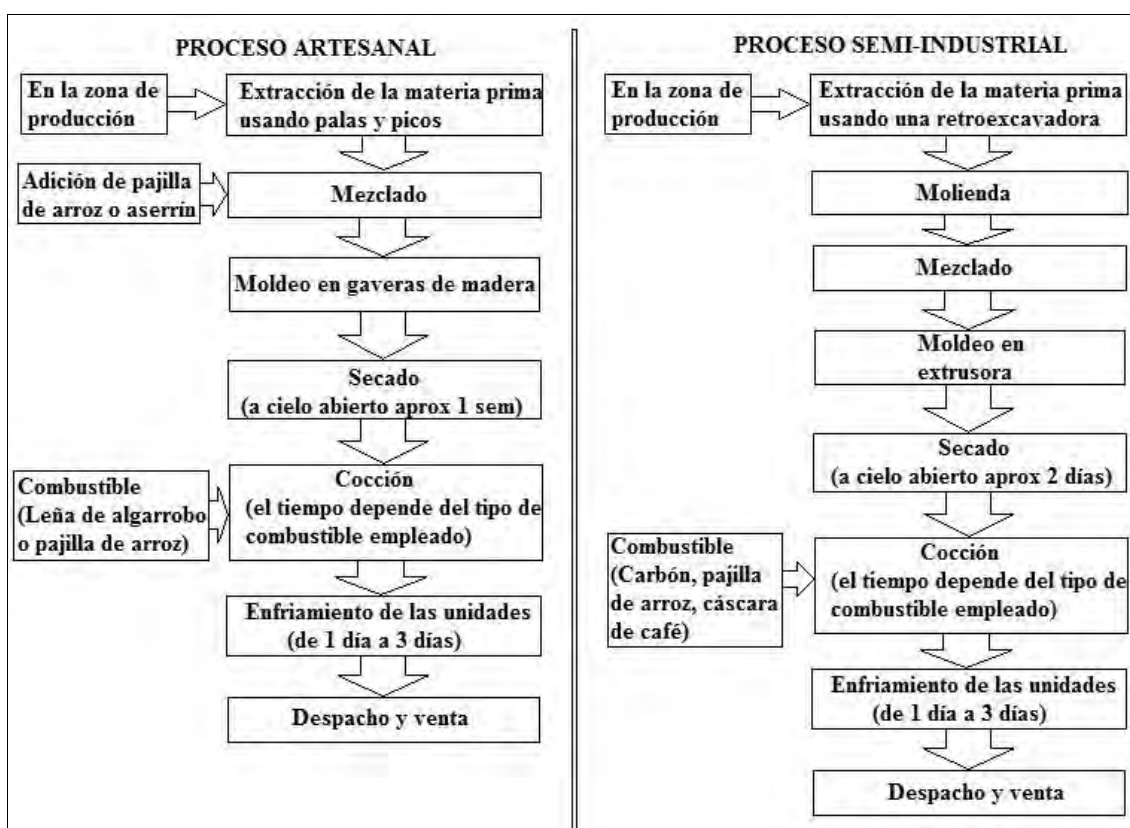 PROCESO ARTESANAL
En la zona de
producción
Extracción de la materia prima
usando palas y picos
Adición de pajilla
de arroz o aserrín
Mezclado
Moldeo en gaveras de madera
Secado
(a cielo abierto aprox 1 sem)
Combustible
(Leña de algarrobo
o pajilla de arroz)
Cocción
(el tiempo depende del tipo de
combustible empleado)
Enfriamiento de las unidades
(de 1 día a 3 días)
Despacho y venta
PROCESO SEMI-INDUSTRIAL
En la zona de
producción
Extracción de la materia prima
usando una retroexcavadora
Molienda
Mezclado
Moldeo en
extrusora
Secado
(a cielo abierto aprox 2 días)
Combustible
(Carbón, pajilla
de arroz, cáscara
de café)
Cocción
(el tiempo depende del tipo de
combustible empleado)
Enfriamiento de las unidades
(de 1 día a 3 días)
Despacho y venta